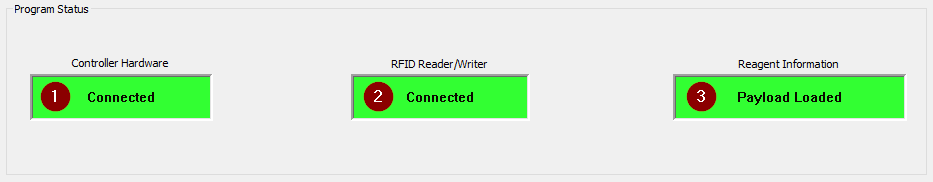 Program Status
Controller Hardware
1 Connected
RFID Reader/Writer
2 Connected
Reagent Information
3 Payload Loaded